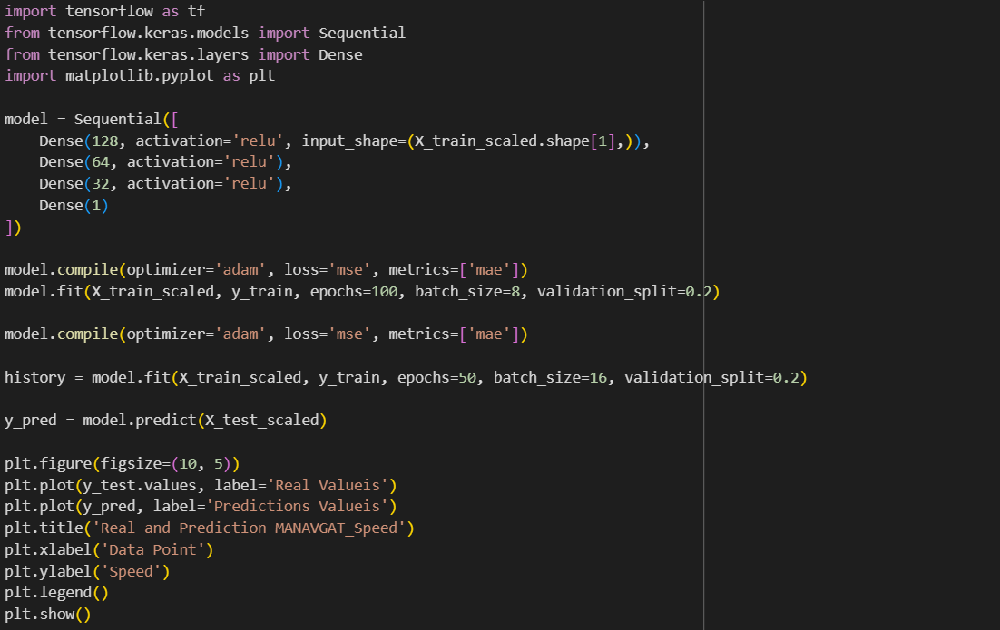 import tensorflow as tf
from tensorflow.keras.models import Sequential
from tensorflow.keras.layers import Dense
import matplotlib.pyplot as plt

model = Sequential([
    Dense(128, activation='relu', input_shape=(X_train_scaled.shape[1],)),
    Dense(64, activation='relu'),
    Dense(32, activation='relu'),
    Dense(1)
])

model.compile(optimizer='adam', loss='mse', metrics=['mae'])
model.fit(X_train_scaled, y_train, epochs=100, batch_size=8, validation_split=0.2)

model.compile(optimizer='adam', loss='mse', metrics=['mae'])

history = model.fit(X_train_scaled, y_train, epochs=50, batch_size=16, validation_split=0.2)

y_pred = model.predict(X_test_scaled)

plt.figure(figsize=(10, 5))
plt.plot(y_test.values, label='Real Valueis')
plt.plot(y_pred, label='Predictions Valueis')
plt.title('Real and Prediction MANAVGAT_Speed')
plt.xlabel('Data Point')
plt.ylabel('Speed')
plt.legend()
plt.show()